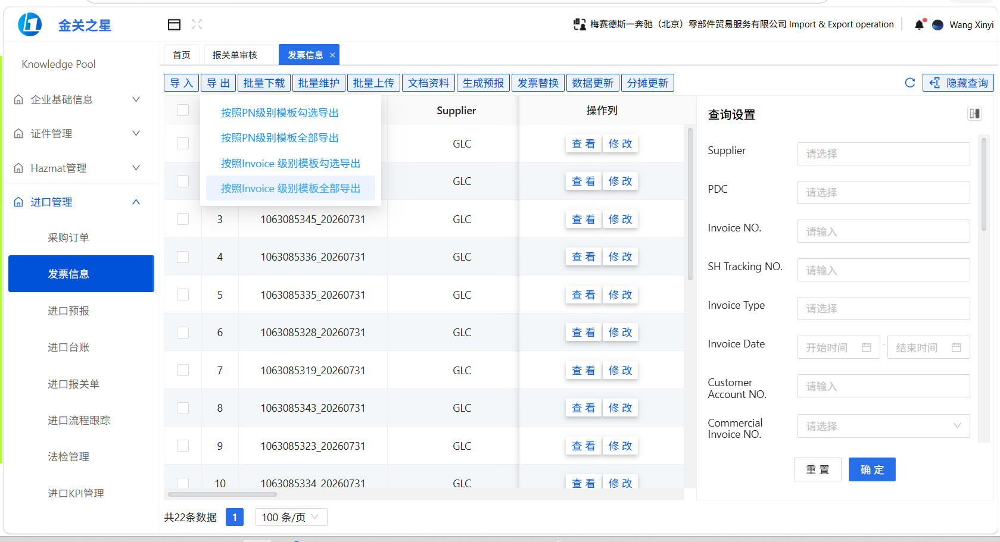 金关之星
梅赛德斯一奔驰（北京）零部件贸易服务有限公司 Import & Export operation
Wang Xinyi
Knowledge Pool
企业基础信息
证件管理
Hazmat管理
进口管理
采购订单
发票信息
进口预报
进口台账
进口报关单
进口流程跟踪
法检管理
进口KPI管理
首页
报关单审核
发票信息 ×
导 入
导 出
批量下载
批量维护
批量上传
文档资料
生成预报
发票替换
数据更新
分摊更新
隐藏查询
按照PN级别模板勾选导出
按照PN级别模板全部导出
按照Invoice 级别模板勾选导出
按照Invoice 级别模板全部导出
Supplier 操作列
GLC 查 看 修 改
GLC 查 看 修 改
3 1063085345_20260731 GLC 查 看 修 改
4 1063085336_20260731 GLC 查 看 修 改
5 1063085335_20260731 GLC 查 看 修 改
6 1063085328_20260731 GLC 查 看 修 改
7 1063085319_20260731 GLC 查 看 修 改
8 1063085343_20260731 GLC 查 看 修 改
9 1063085323_20260731 GLC 查 看 修 改
10 1063085334 20260731 GLC 查 看 修 改
共22条数据 1 100 条/页
查询设置
Supplier 请选择
PDC 请选择
Invoice NO. 请输入
SH Tracking NO. 请输入
Invoice Type 请选择
Invoice Date 开始时间 - 结束时间
Customer
Account NO. 请输入
Commercial
Invoice NO. 请选择
重 置 确 定